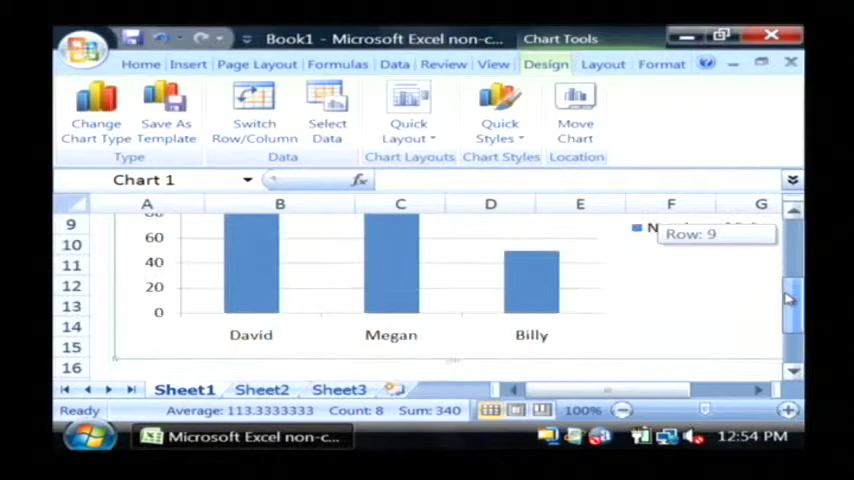 Book1 - Microsoft Excel non-c... Chart Tools
Home Insert Page Layout Formulas Data Review View Design Layout Format
Change Chart Type Save As Template Switch Row/Column Select Data Quick Layout Quick Styles Move Chart
Type Data Chart Layouts Chart Styles Location
Chart 1 fx
A B C D E F G
9 Row: 9
10 60
11 40
12 20
13 0
14 David Megan Billy
15
16
Sheet1 Sheet2 Sheet3
Ready Average: 113.3333333 Count: 8 Sum: 340 100%
Microsoft Excel non-c... 12:54 PM